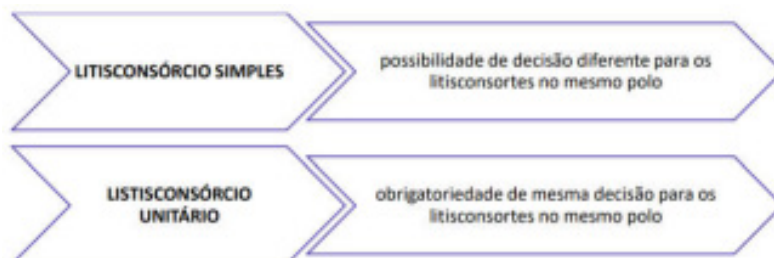 LITISCONSÓRCIO SIMPLES
possibilidade de decisão diferente para os
litisconsortes no mesmo polo
LISTISCONSÓRCIO
UNITÁRIO
obrigatoriedade de mesma decisão para os
litisconsortes no mesmo polo